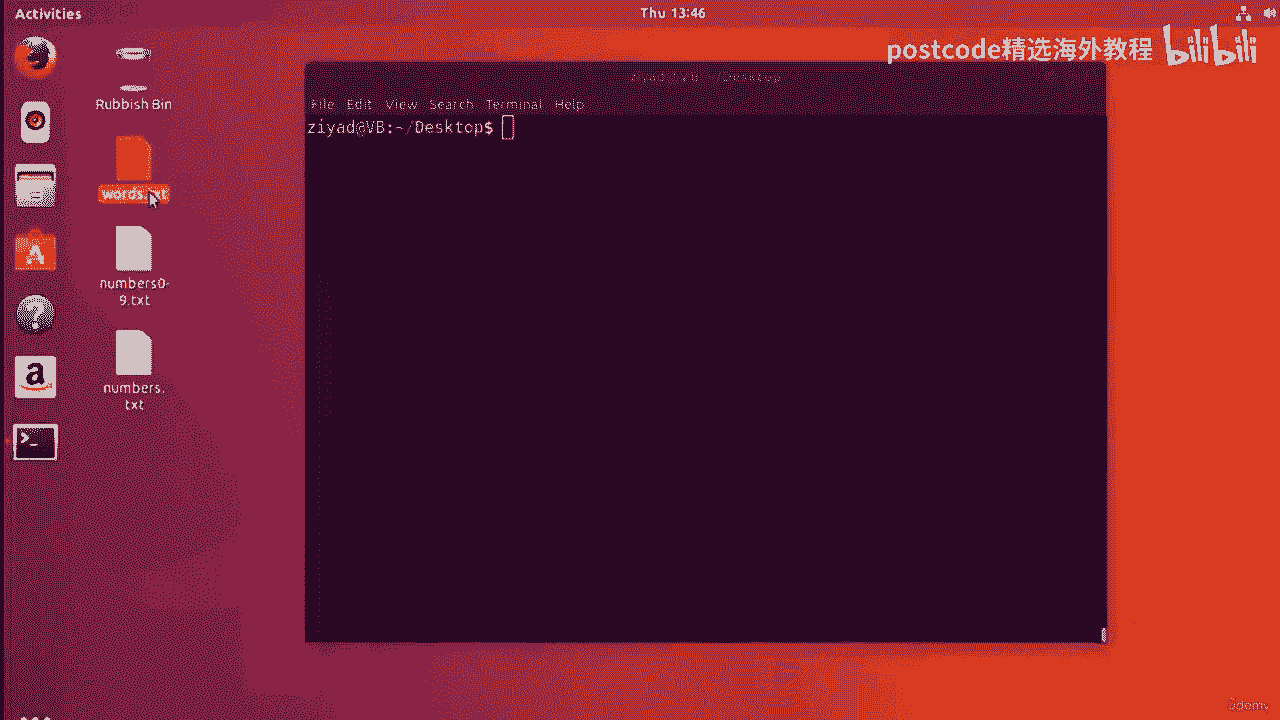 Activities
Thu 13:46
postcode精选海外教程 bilibili
Rubbish Bin
ziyad@VB: ~/Desktop
File Edit View Search Terminal Help
ziyad@VB:~/Desktop$
words.txt
numbers0-
9.txt
numbers.
txt
Udemy